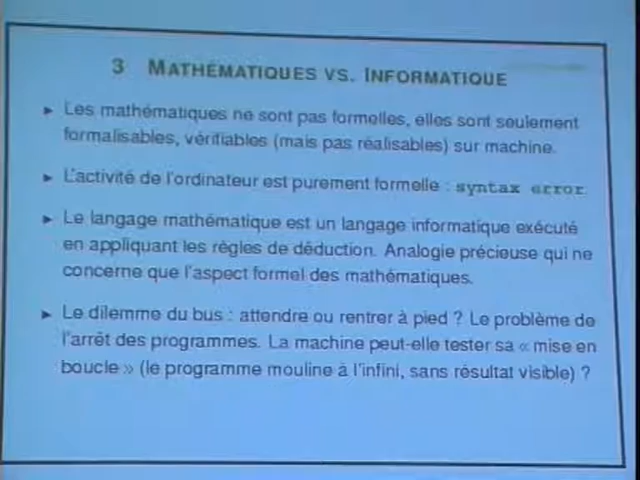 3 MATHÉMATIQUES VS. INFORMATIQUE
► Les mathématiques ne sont pas formelles, elles sont seulement
formalisables, vérifiables (mais pas réalisables) sur machine.
► L'activité de l'ordinateur est purement formelle : syntax error
► Le langage mathématique est un langage informatique exécuté
en appliquant les règles de déduction. Analogie précieuse qui ne
concerne que l'aspect formel des mathématiques.
► Le dilemme du bus : attendre ou rentrer à pied ? Le problème de
l'arrêt des programmes. La machine peut-elle tester sa « mise en
boucle » (le programme mouline à l'infini, sans résultat visible) ?